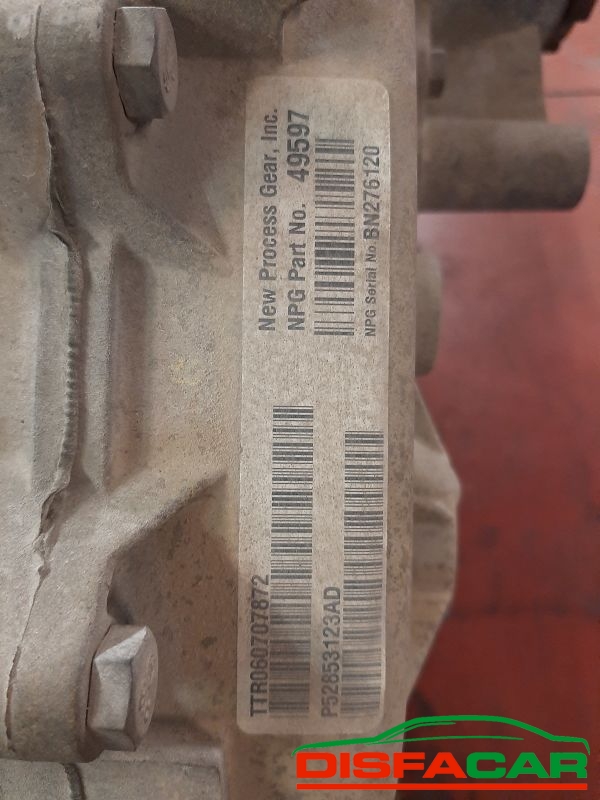 New Process Gear, Inc.
NPG Part No. 49597
NPG Serial No. BN276120
TTR060707872
P52853123AD
DISFACAR